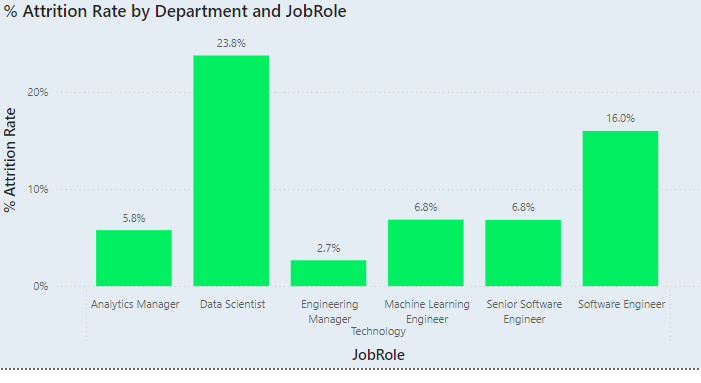 % Attrition Rate by Department and JobRole
% Attrition Rate
20%
10%
0%
5.8%
23.8%
2.7%
6.8%
6.8%
16.0%
Analytics Manager
Data Scientist
Engineering
Manager
Machine Learning
Engineer
Senior Software
Engineer
Software Engineer
Technology
JobRole